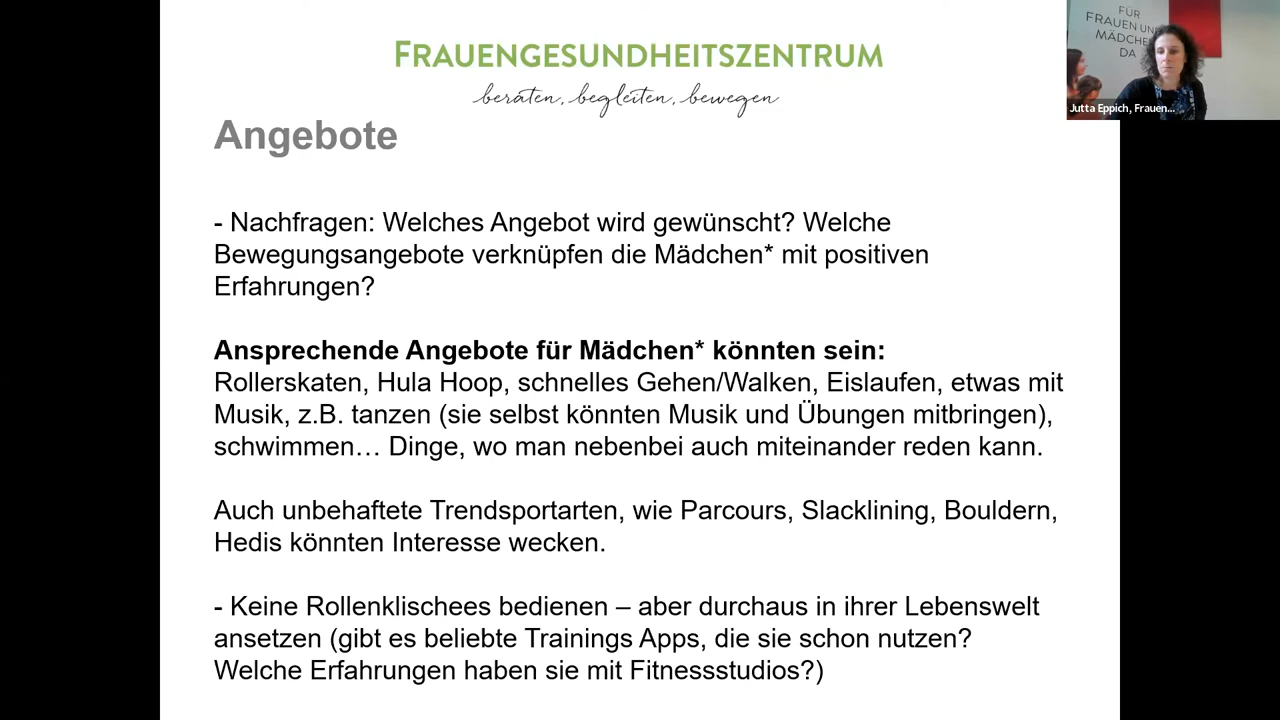 FRAUENGESUNDHEITSZENTRUM
beraten, begleiten, bewegen
Angebote
- Nachfragen: Welches Angebot wird gewünscht? Welche
Bewegungsangebote verknüpfen die Mädchen* mit positiven
Erfahrungen?
Ansprechende Angebote für Mädchen* könnten sein:
Rollerskaten, Hula Hoop, schnelles Gehen/Walken, Eislaufen, etwas mit
Musik, z.B. tanzen (sie selbst könnten Musik und Übungen mitbringen),
schwimmen… Dinge, wo man nebenbei auch miteinander reden kann.
Auch unbehaftete Trendsportarten, wie Parcours, Slacklining, Bouldern,
Hedis könnten Interesse wecken.
- Keine Rollenklischees bedienen – aber durchaus in ihrer Lebenswelt
ansetzen (gibt es beliebte Trainings Apps, die sie schon nutzen?
Welche Erfahrungen haben sie mit Fitnessstudios?)
FÜR
FRAUEN UND
MÄDCHE
DA
Jutta Eppich, Frauen...